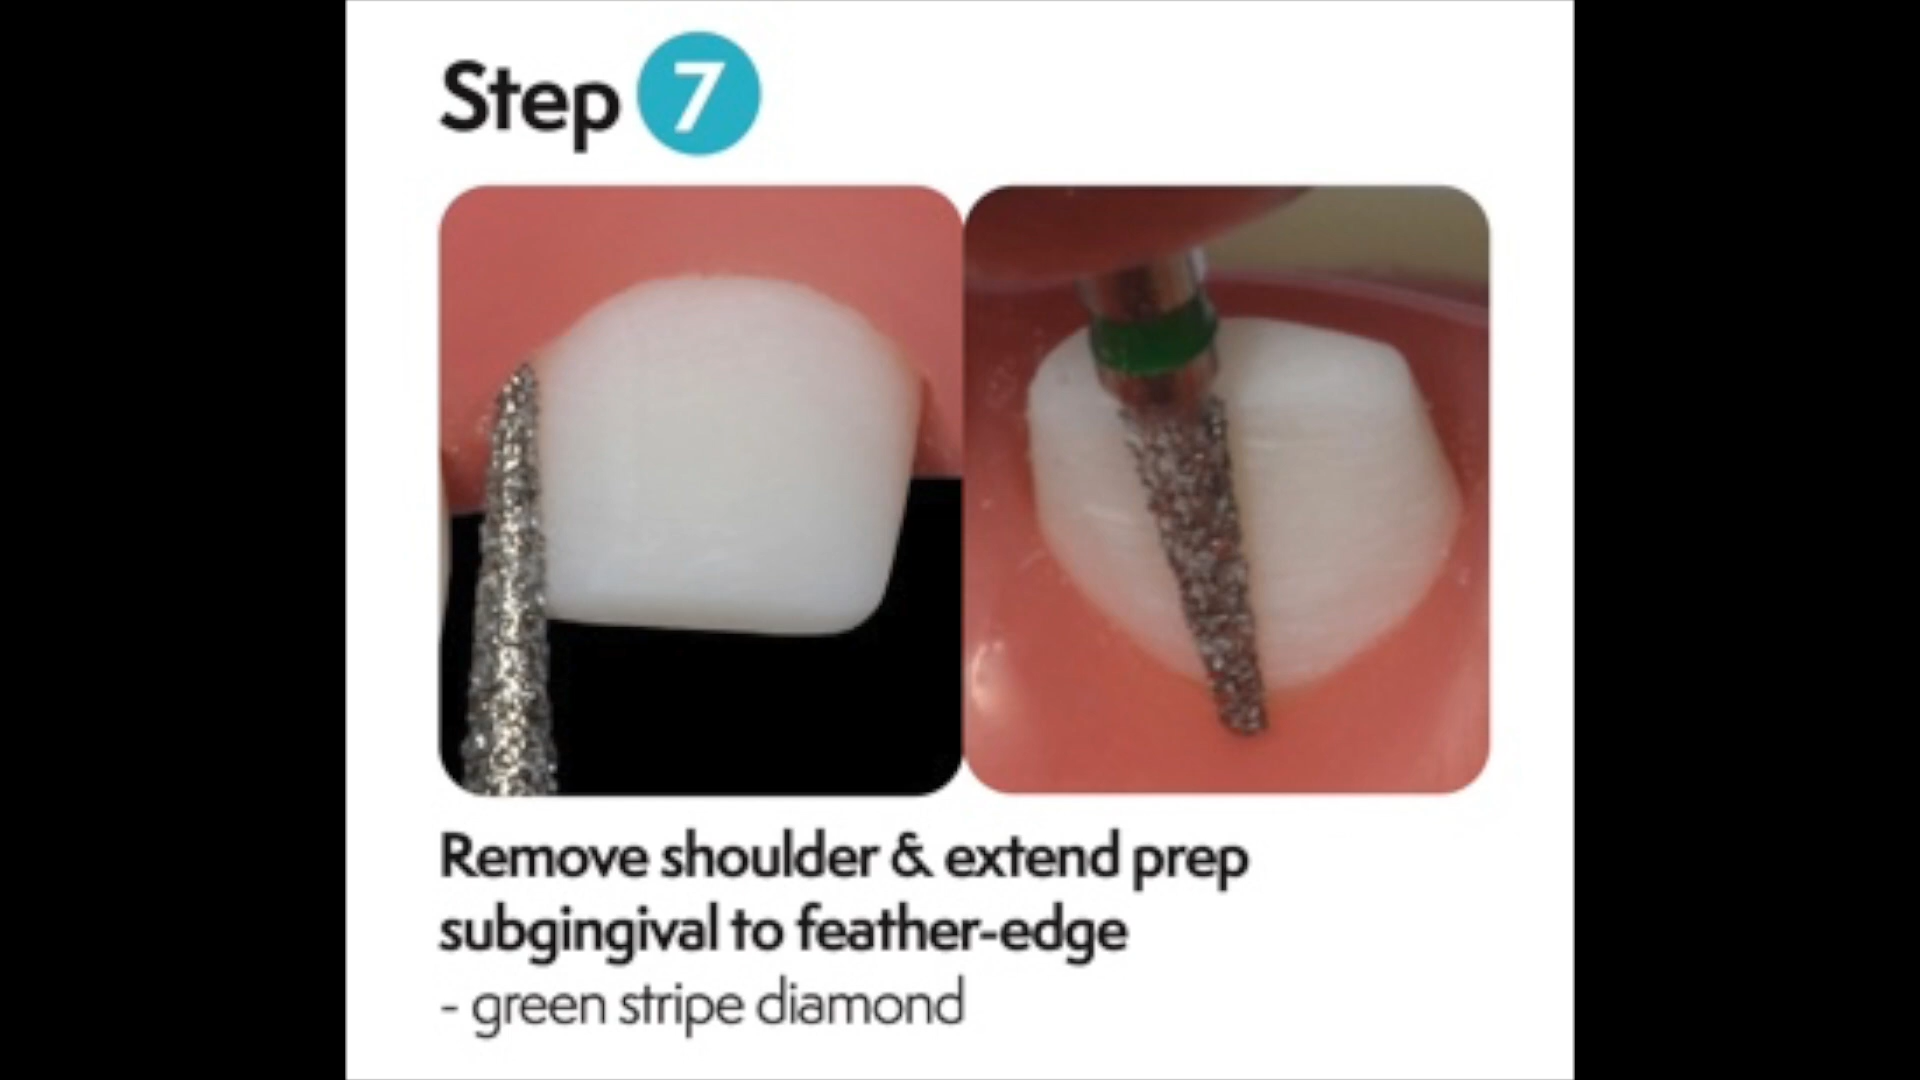 Step 7
Remove shoulder & extend prep
subgingival to feather-edge
- green stripe diamond